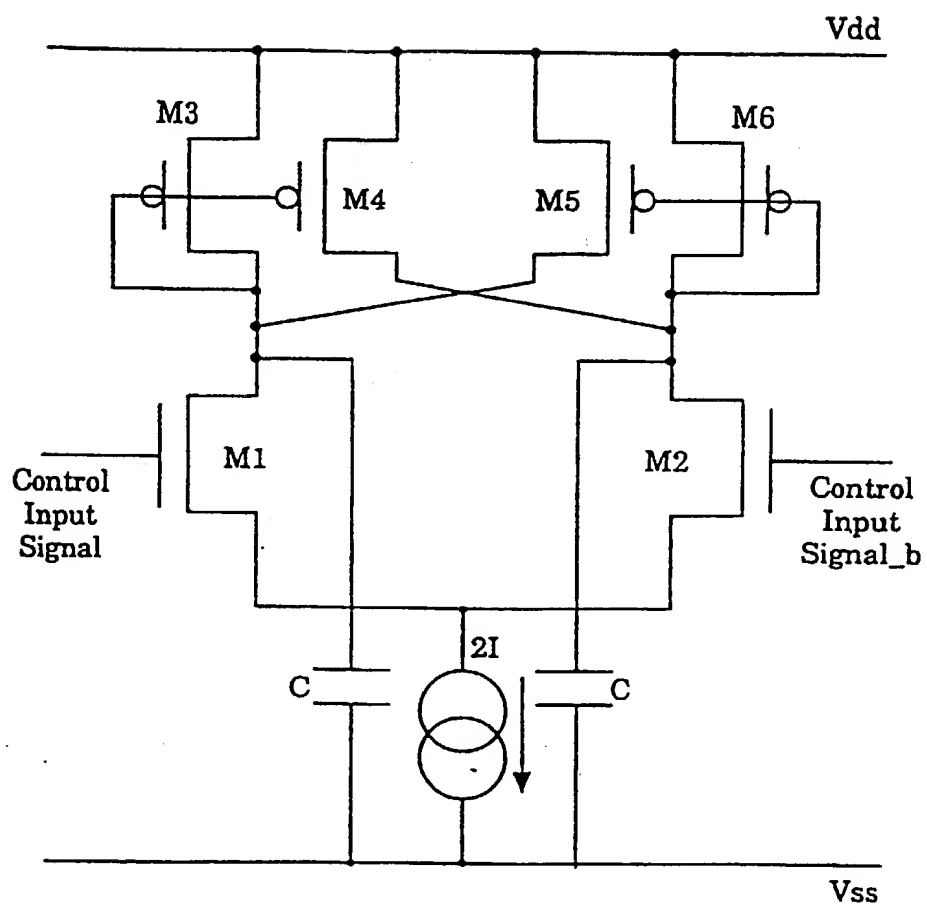 Vdd
M3
M6
M4
M5
M1
M2
Control
Input
Signal
Control
Input
Signal_b
2I
C
C
Vss